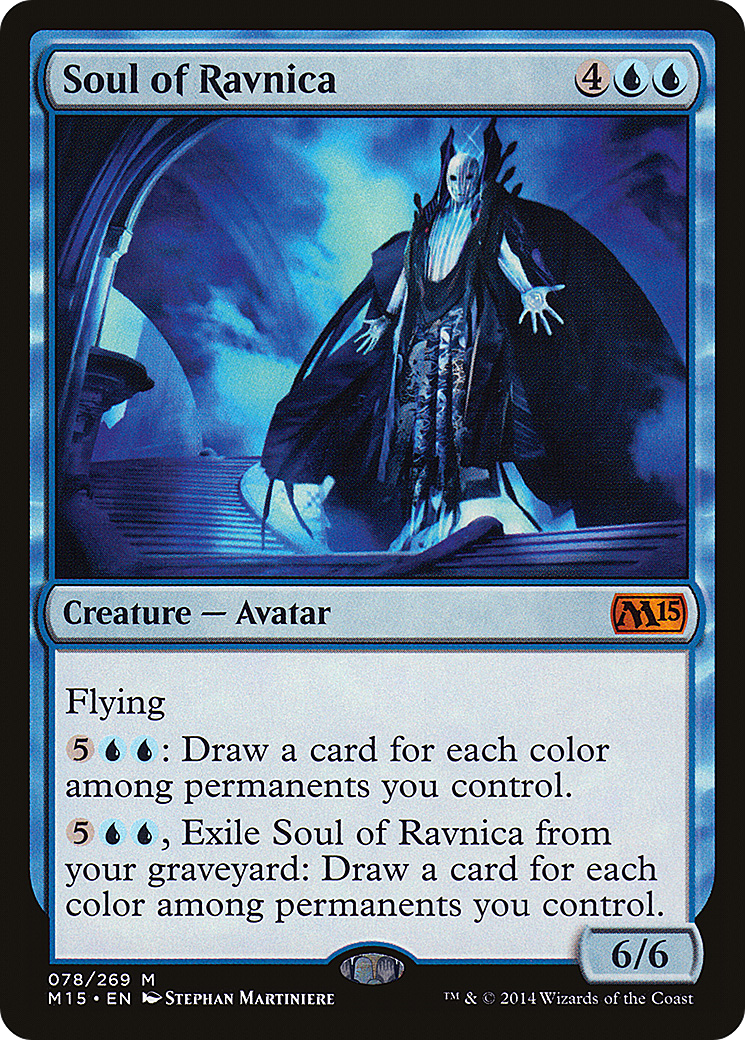 Soul of Ravnica 4
Creature — Avatar M15
Flying
5: Draw a card for each color
among permanents you control.
5, Exile Soul of Ravnica from
your graveyard: Draw a card for each
color among permanents you control.
6/6
078/269 M
M15 • EN Stephan Martiniere ™ & © 2014 Wizards of the Coast